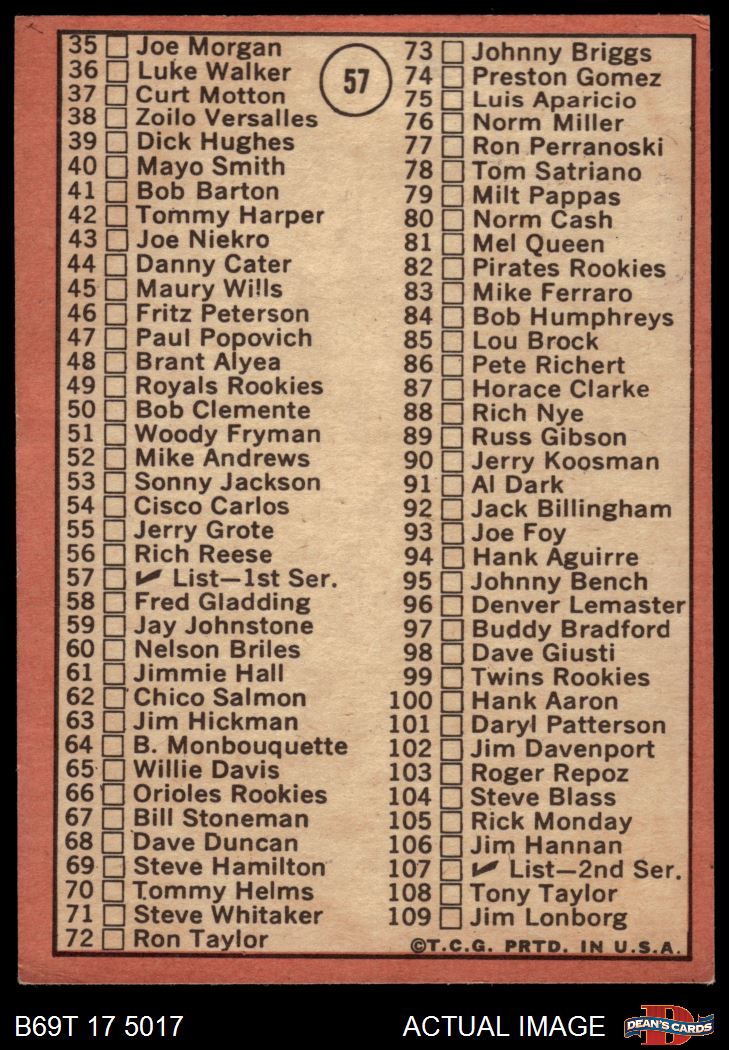 35 Joe Morgan
36 Luke Walker
37 Curt Motton
38 Zoilo Versalles
39 Dick Hughes
40 Mayo Smith
41 Bob Barton
42 Tommy Harper
43 Joe Niekro
44 Danny Cater
45 Maury Wills
46 Fritz Peterson
47 Paul Popovich
48 Brant Alyea
49 Royals Rookies
50 Bob Clemente
51 Woody Fryman
52 Mike Andrews
53 Sonny Jackson
54 Cisco Carlos
55 Jerry Grote
56 Rich Reese
57 List—1st Ser.
58 Fred Gladding
59 Jay Johnstone
60 Nelson Briles
61 Jimmie Hall
62 Chico Salmon
63 Jim Hickman
64 B. Monbouquette
65 Willie Davis
66 Orioles Rookies
67 Bill Stoneman
68 Dave Duncan
69 Steve Hamilton
70 Tommy Helms
71 Steve Whitaker
72 Ron Taylor
57
73 Johnny Briggs
74 Preston Gomez
75 Luis Aparicio
76 Norm Miller
77 Ron Perranoski
78 Tom Satriano
79 Milt Pappas
80 Norm Cash
81 Mel Queen
82 Pirates Rookies
83 Mike Ferraro
84 Bob Humphreys
85 Lou Brock
86 Pete Richert
87 Horace Clarke
88 Rich Nye
89 Russ Gibson
90 Jerry Koosman
91 Al Dark
92 Jack Billingham
93 Joe Foy
94 Hank Aguirre
95 Johnny Bench
96 Denver Lemaster
97 Buddy Bradford
98 Dave Giusti
99 Twins Rookies
100 Hank Aaron
101 Daryl Patterson
102 Jim Davenport
103 Roger Repoz
104 Steve Blass
105 Rick Monday
106 Jim Hannan
107 List—2nd Ser.
108 Tony Taylor
109 Jim Lonborg
©T.C.G. PRTD. IN U.S.A.
B69T 17 5017
ACTUAL IMAGE
D
DEAN'S CARDS